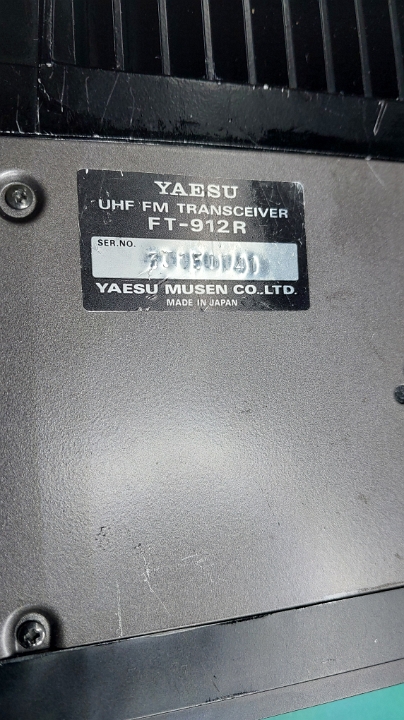 YAESU
UHF FM TRANSCEIVER
FT-912R
SER.NO.
YAESU MUSEN CO.,LTD.
MADE IN JAPAN